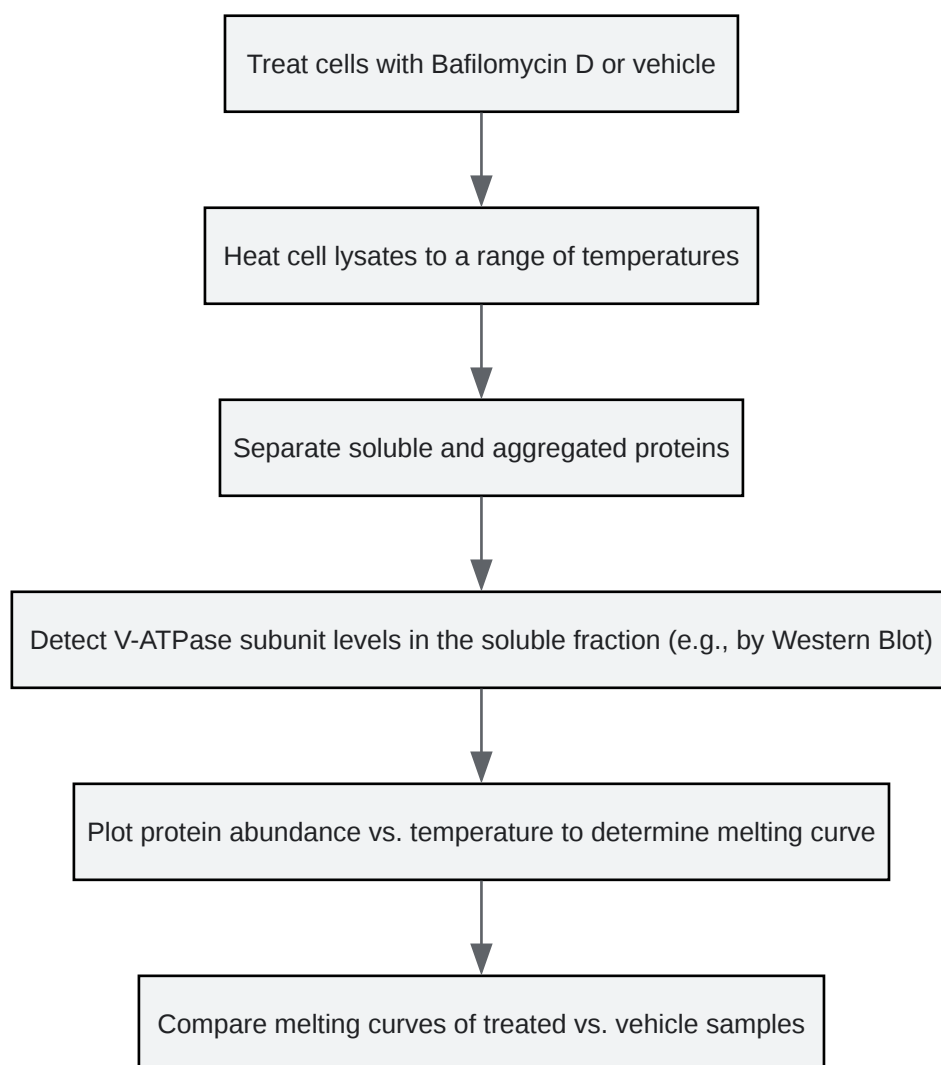 Treat cells with Bafilomycin D or vehicle
Heat cell lysates to a range of temperatures
Separate soluble and aggregated proteins
Detect V-ATPase subunit levels in the soluble fraction (e.g., by Western Blot)
Plot protein abundance vs. temperature to determine melting curve
Compare melting curves of treated vs. vehicle samples